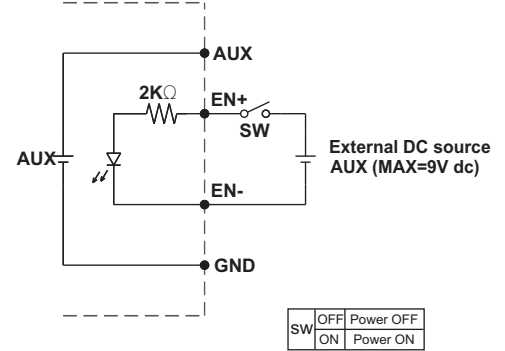 AUX
2KΩ
EN+
SW
AUX
External DC source
AUX (MAX=9V dc)
EN-
GND
SW OFF Power OFF
ON Power ON